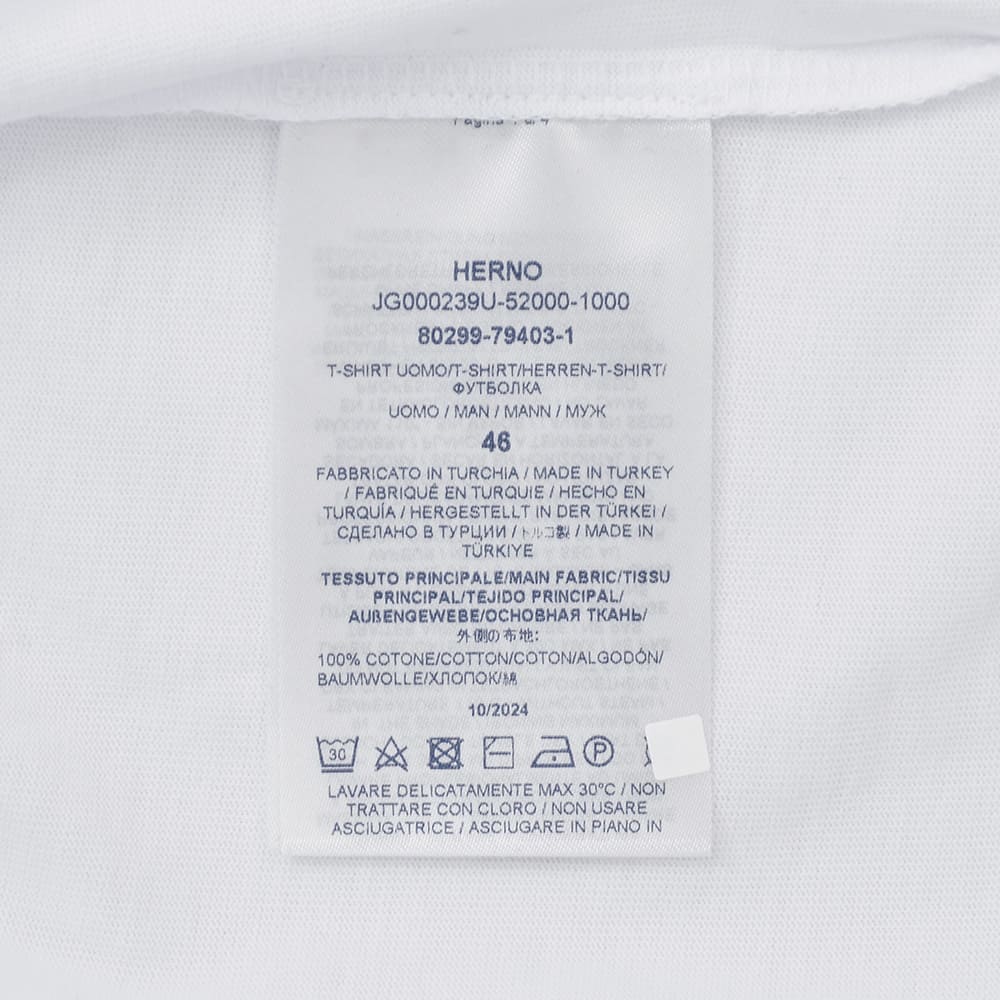 HERNO
JG000239U-52000-1000
80299-79403-1
T-SHIRT UOMO/T-SHIRT/HERREN-T-SHIRT/
ФУТБОЛКА
UOMO / MAN / MANN / МУЖ
46
FABBRICATO IN TURCHIA / MADE IN TURKEY
/ FABRIQUÉ EN TURQUIE / HECHO EN
TURQUÍA / HERGESTELLT IN DER TÜRKEI /
СДЕЛАНО В ТУРЦИИ / トルコ製 / MADE IN
TÜRKIYE
TESSUTO PRINCIPALE/MAIN FABRIC/TISSU
PRINCIPAL/TEJIDO PRINCIPAL/
AUßENGEWEBE/ОСНОВНАЯ ТКАНЬ/
外側の布地:
100% COTONE/COTTON/COTON/ALGODÓN/
BAUMWOLLE/ХЛОПОК/綿
10/2024
30 P
LAVARE DELICATAMENTE MAX 30°C / NON
TRATTARE CON CLORO / NON USARE
ASCIUGATRICE / ASCIUGARE IN PIANO IN